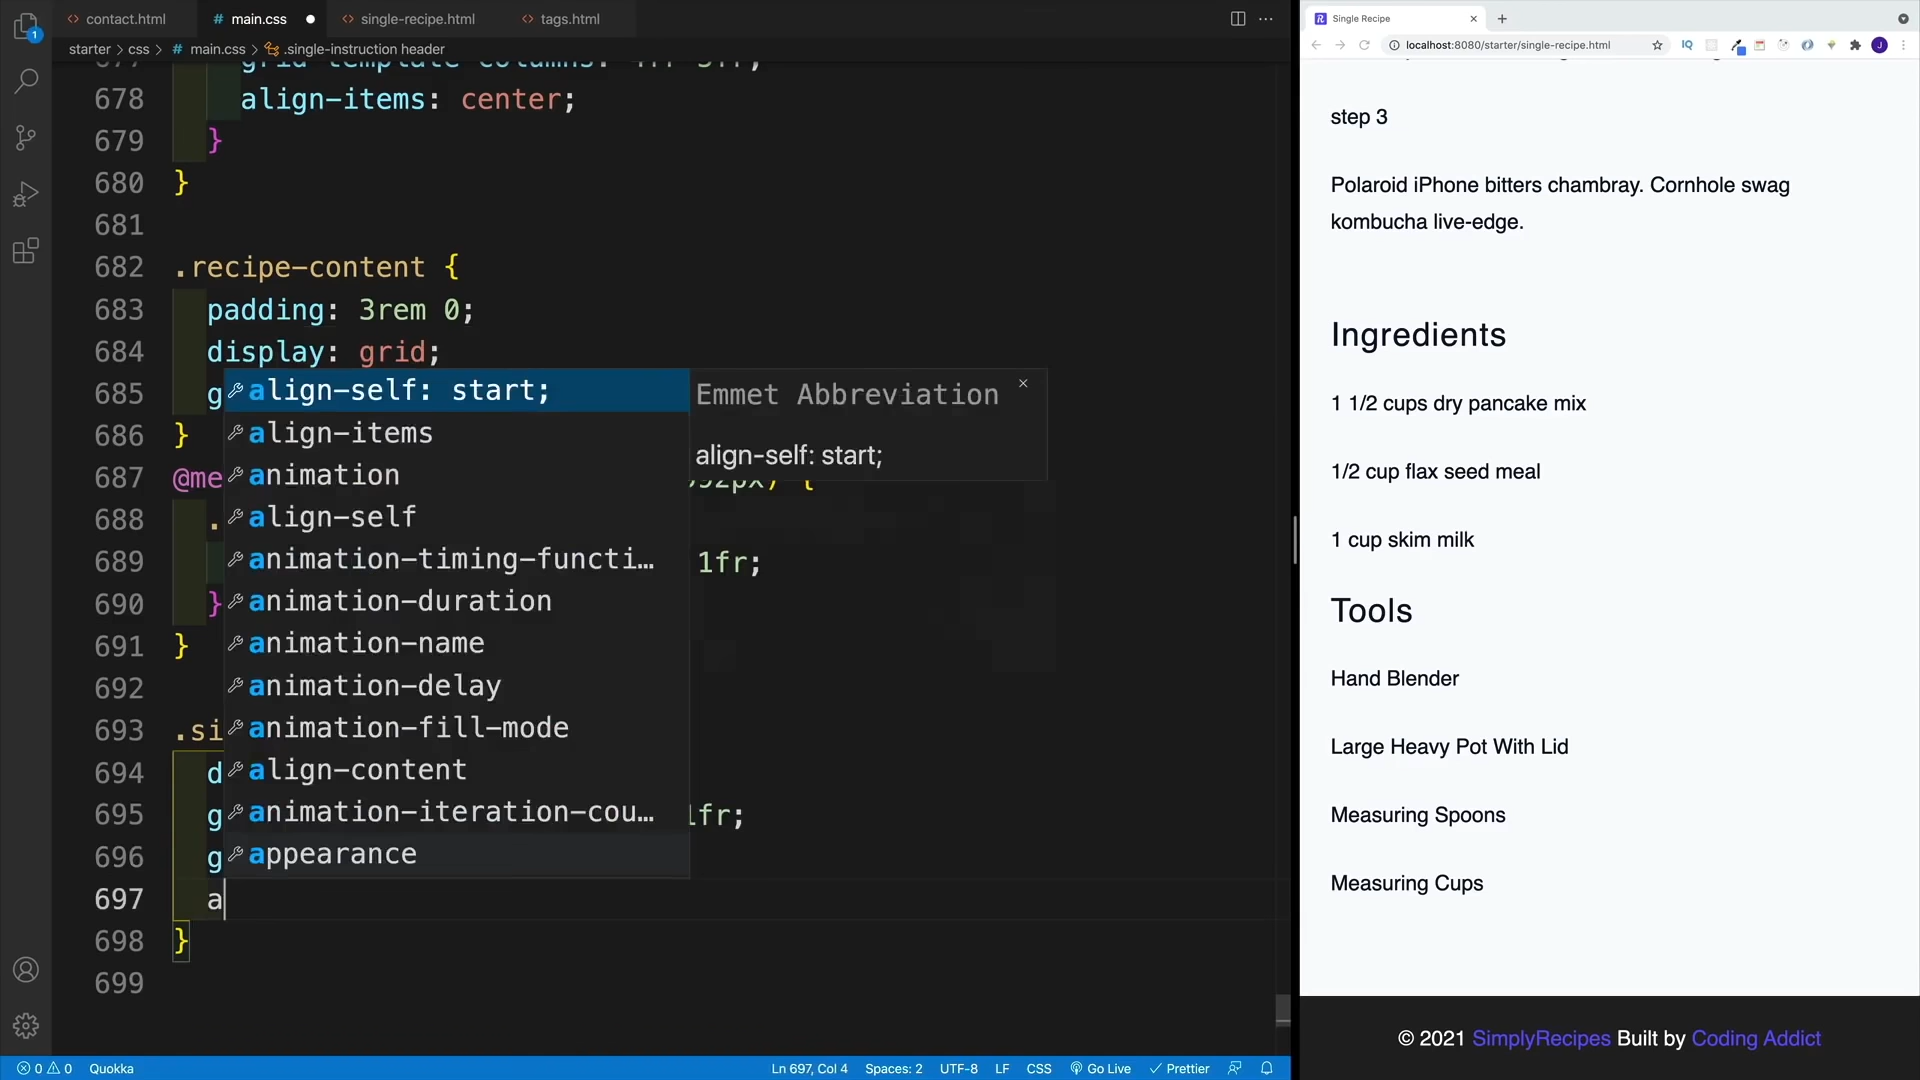 contact.html
main.css
single-recipe.html
tags.html
starter > css > # main.css > .single-instruction header
678 align-items: center;
679 }
680 }
681
682 .recipe-content {
683 padding: 3rem 0;
684 display: grid;
685 g
686 }
687 @me
688 .
689 1fr;
690 }
691 }
692
693 .si
694 d
695 g 1fr;
696 g
697 a
698 }
699
align-self: start;
align-items
animation
align-self
animation-timing-functi…
animation-duration
animation-name
animation-delay
animation-fill-mode
align-content
animation-iteration-cou…
appearance
Emmet Abbreviation
align-self: start;
1
0 0 Quokka
Ln 697, Col 4 Spaces: 2 UTF-8 LF CSS Go Live Prettier
Single Recipe
localhost:8080/starter/single-recipe.html
IQ
J
step 3
Polaroid iPhone bitters chambray. Cornhole swag
kombucha live-edge.
Ingredients
1 1/2 cups dry pancake mix
1/2 cup flax seed meal
1 cup skim milk
Tools
Hand Blender
Large Heavy Pot With Lid
Measuring Spoons
Measuring Cups
© 2021 SimplyRecipes Built by Coding Addict